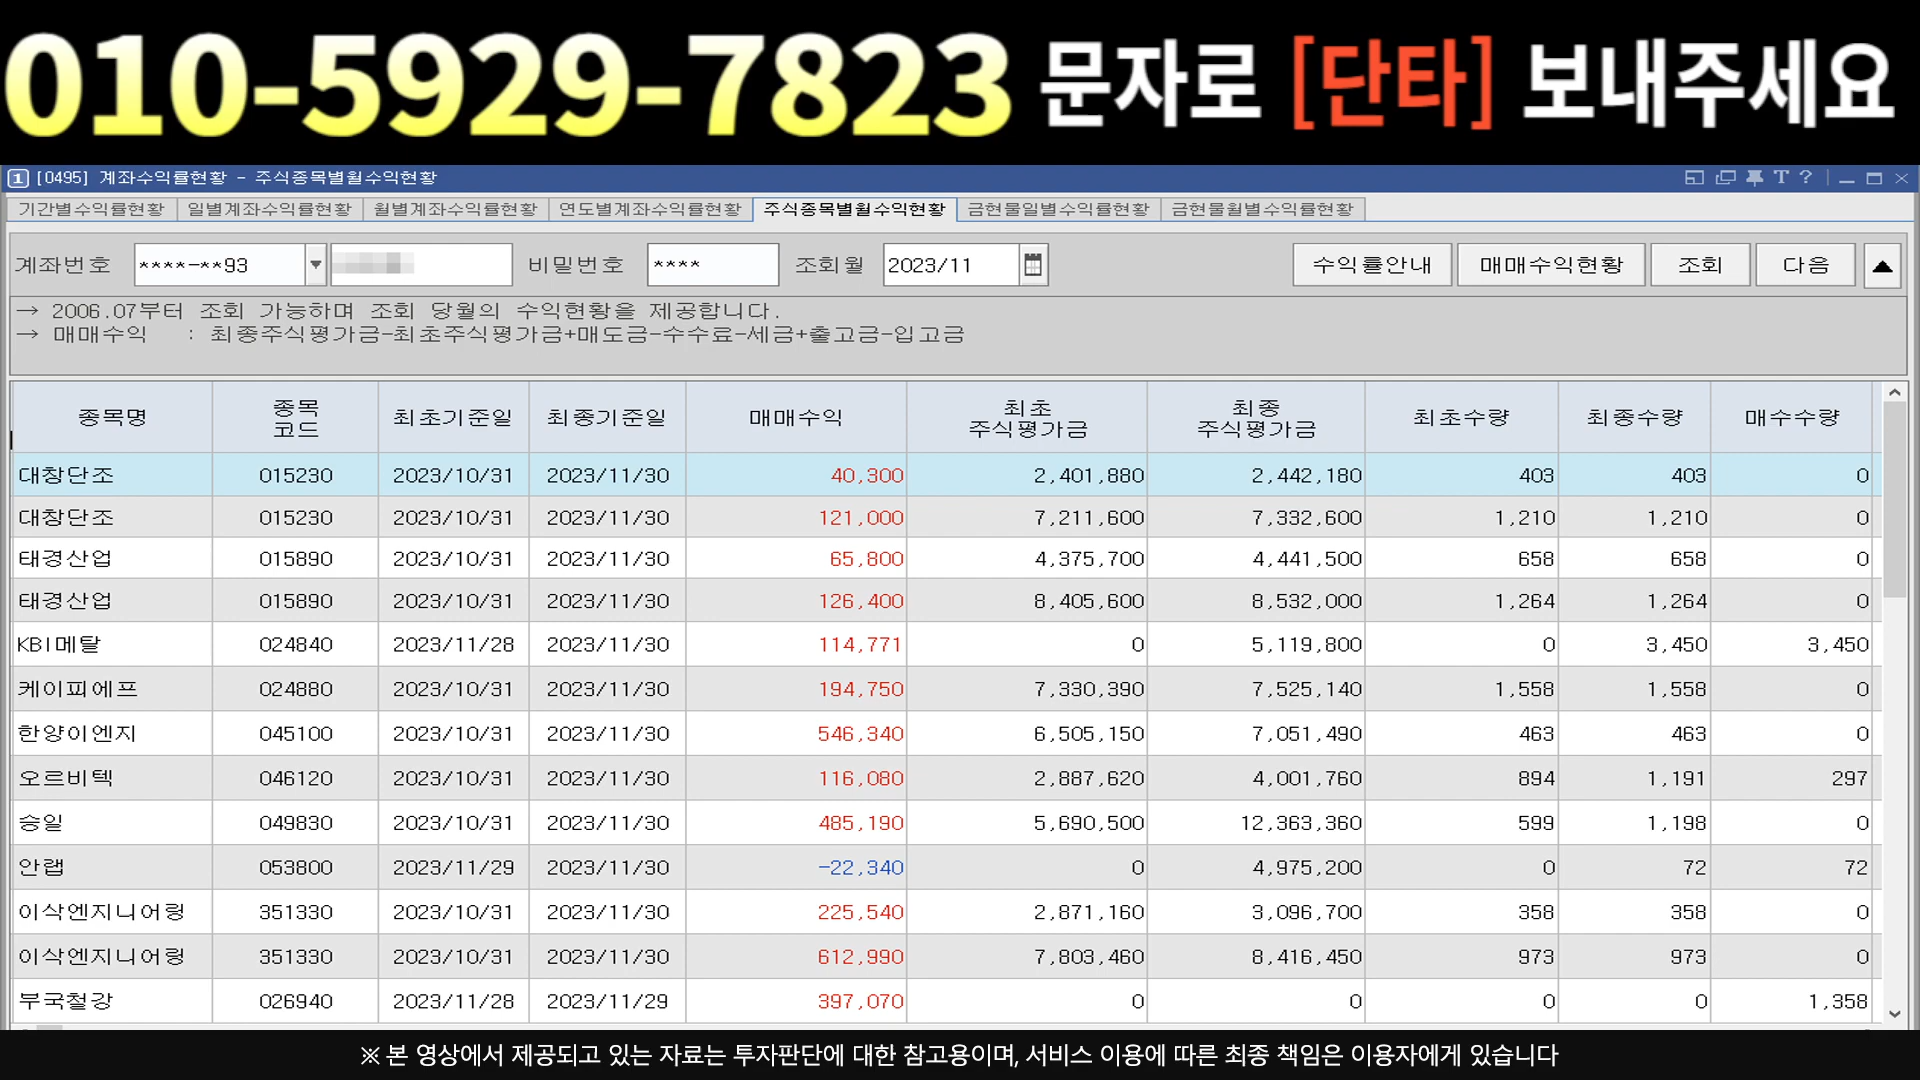 010-5929-7823 문자로 [단타] 보내주세요
1 [0495] 계좌수익률현황 - 주식종목별월수익현황
기간별수익률현황 일별계좌수익률현황 월별계좌수익률현황 연도별계좌수익률현황 주식종목별월수익현황 금현물일별수익률현황 금현물월별수익률현황
계좌번호 ****-**93 비밀번호 **** 조회월 2023/11 수익률안내 매매수익현황 조회 다음 ▲
→ 2006.07부터 조회 가능하며 조회 당월의 수익현황을 제공합니다.
→ 매매수익 : 최종주식평가금-최초주식평가금+매도금-수수료-세금+출고금-입고금
종목명 종목코드 최초기준일 최종기준일 매매수익 최초주식평가금 최종주식평가금 최초수량 최종수량 매수수량
대창단조 015230 2023/10/31 2023/11/30 40,300 2,401,880 2,442,180 403 403 0
대창단조 015230 2023/10/31 2023/11/30 121,000 7,211,600 7,332,600 1,210 1,210 0
태경산업 015890 2023/10/31 2023/11/30 65,800 4,375,700 4,441,500 658 658 0
태경산업 015890 2023/10/31 2023/11/30 126,400 8,405,600 8,532,000 1,264 1,264 0
KBI메탈 024840 2023/11/28 2023/11/30 114,771 0 5,119,800 0 3,450 3,450
케이피에프 024880 2023/10/31 2023/11/30 194,750 7,330,390 7,525,140 1,558 1,558 0
한양이엔지 045100 2023/10/31 2023/11/30 546,340 6,505,150 7,051,490 463 463 0
오르비텍 046120 2023/10/31 2023/11/30 116,080 2,887,620 4,001,760 894 1,191 297
승일 049830 2023/10/31 2023/11/30 485,190 5,690,500 12,363,360 599 1,198 0
안랩 053800 2023/11/29 2023/11/30 -22,340 0 4,975,200 0 72 72
이삭엔지니어링 351330 2023/10/31 2023/11/30 225,540 2,871,160 3,096,700 358 358 0
이삭엔지니어링 351330 2023/10/31 2023/11/30 612,990 7,803,460 8,416,450 973 973 0
부국철강 026940 2023/11/28 2023/11/29 397,070 0 0 0 0 1,358
※ 본 영상에서 제공되고 있는 자료는 투자판단에 대한 참고용이며, 서비스 이용에 따른 최종 책임은 이용자에게 있습니다